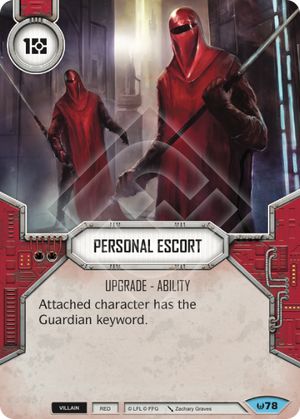 1
PERSONAL ESCORT
UPGRADE - ABILITY
Attached character has the
Guardian keyword.
VILLAIN RED © LFL © FFG Zachary Graves 78